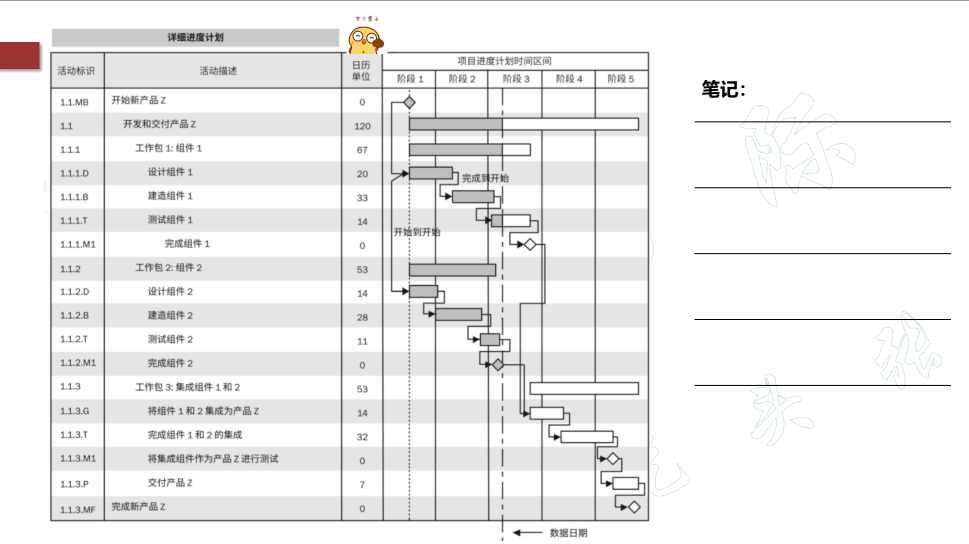 详细进度计划
活动标识 活动描述 日历单位 项目进度计划时间区间
阶段 1 阶段 2 阶段 3 阶段 4 阶段 5
1.1.MB 开始新产品 Z 0
1.1 开发和交付产品 Z 120
1.1.1 工作包 1: 组件 1 67
1.1.1.D 设计组件 1 20
完成到开始
1.1.1.B 建造组件 1 33
1.1.1.T 测试组件 1 14
开始到开始
1.1.1.M1 完成组件 1 0
1.1.2 工作包 2: 组件 2 53
1.1.2.D 设计组件 2 14
1.1.2.B 建造组件 2 28
1.1.2.T 测试组件 2 11
1.1.2.M1 完成组件 2 0
1.1.3 工作包 3: 集成组件 1 和 2 53
1.1.3.G 将组件 1 和 2 集成为产品 Z 14
1.1.3.T 完成组件 1 和 2 的集成 32
1.1.3.M1 将集成组件作为产品 Z 进行测试 0
1.1.3.P 交付产品 Z 7
1.1.3.MF 完成新产品 Z 0
数据日期
笔记：